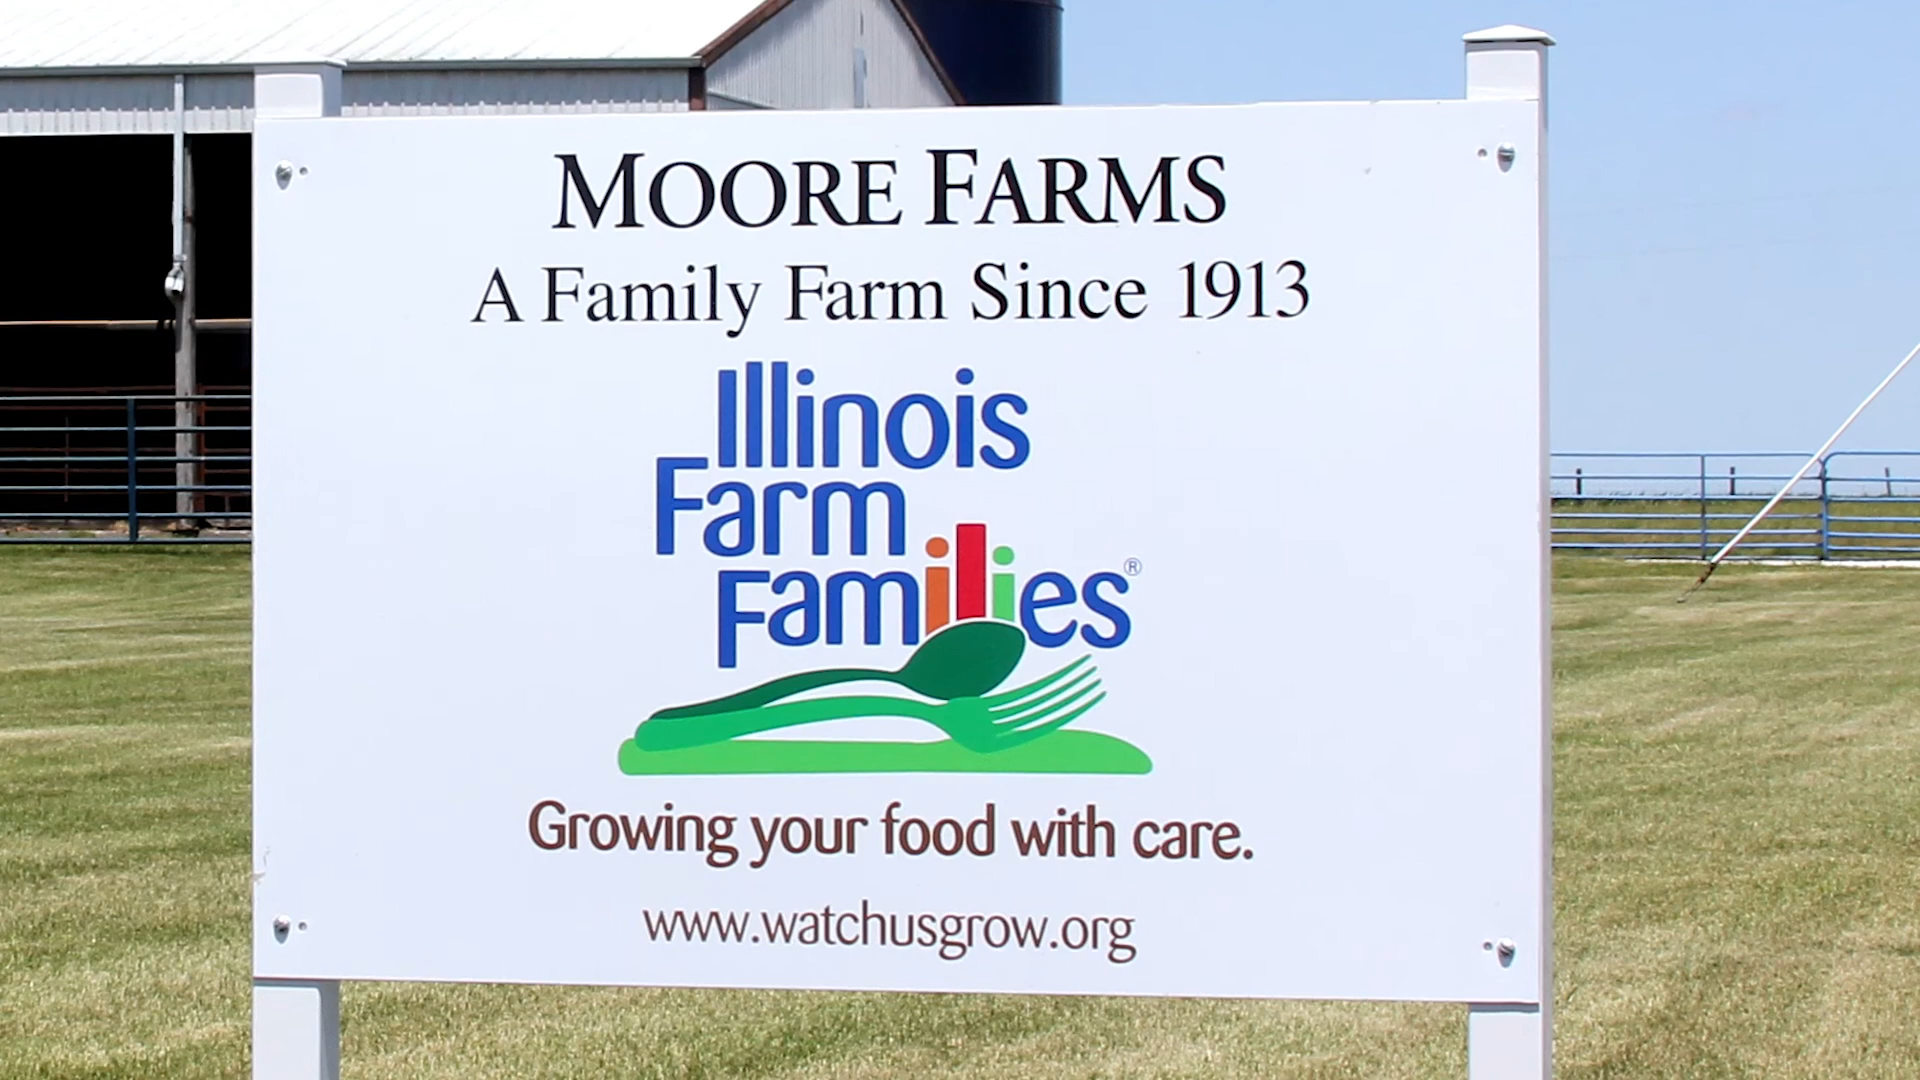 MOORE FARMS
A Family Farm Since 1913
Illinois
Farm
Families®
Growing your food with care.
www.watchusgrow.org